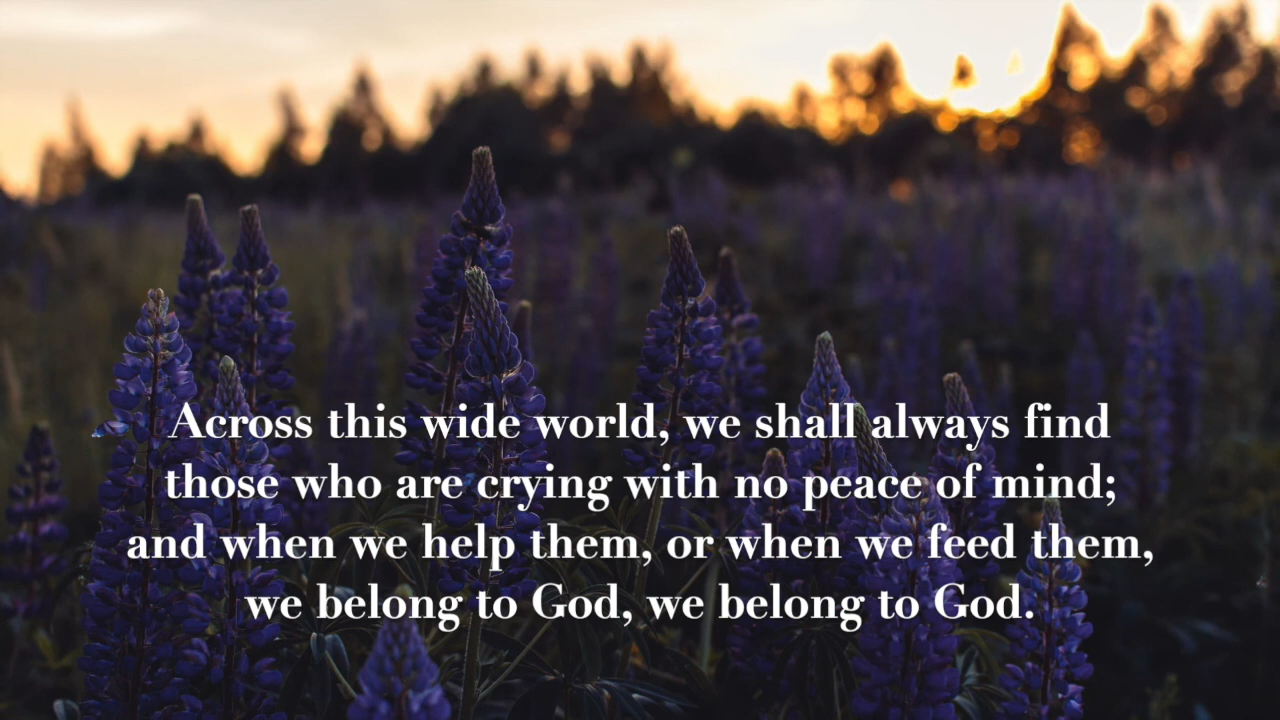 Across this wide world, we shall always find
those who are crying with no peace of mind;
and when we help them, or when we feed them,
we belong to God, we belong to God.